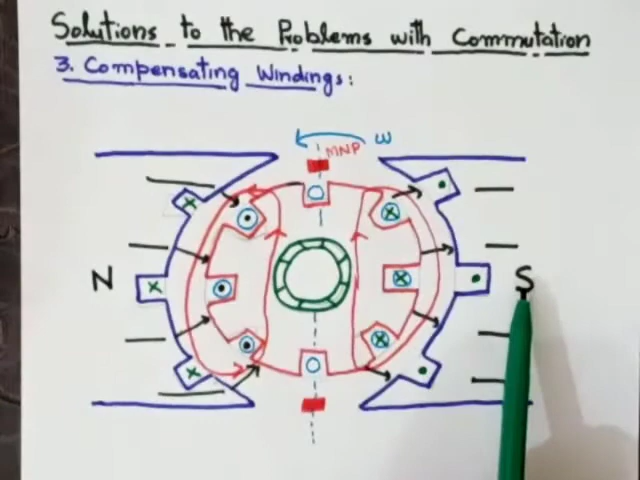 Solutions to the Problems with Commutation
3. Compensating Windings:
ω
MNP
N
S